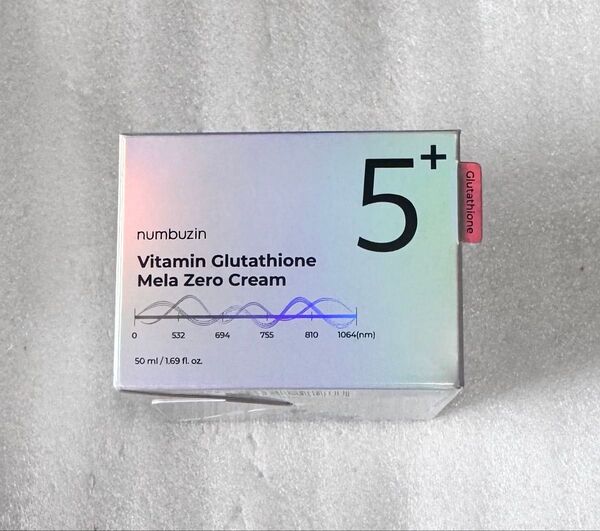 5+
Glutathione
numbuzin
Vitamin Glutathione
Mela Zero Cream
0 532 694 755 810 1064(nm)
50 ml / 1.69 fl. oz.